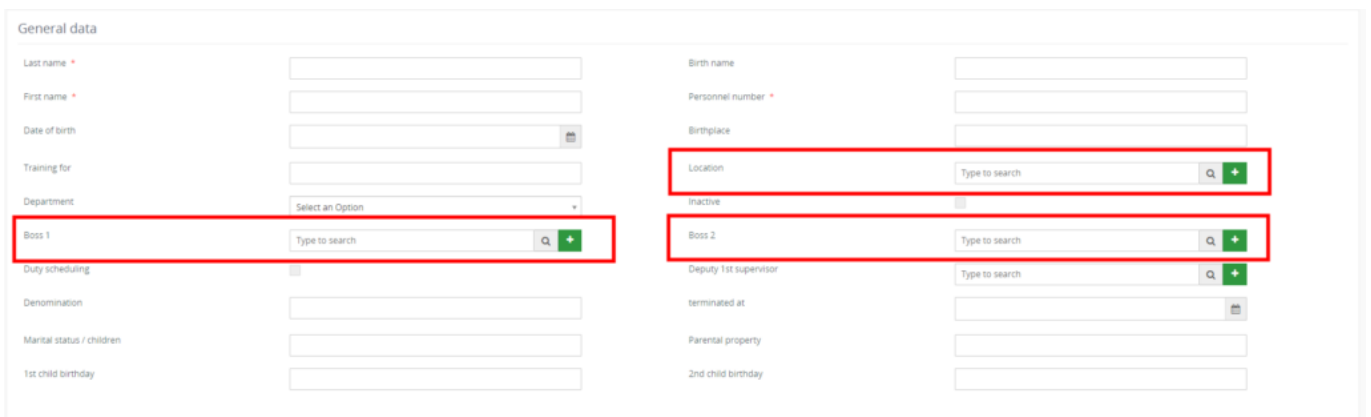 General data
Last name *
Birth name
First name *
Personnel number *
Date of birth
Birthplace
Training for
Location
Type to search
Department
Select an Option
Inactive
Boss 1
Type to search
Boss 2
Type to search
Duty scheduling
Deputy 1st supervisor
Type to search
Denomination
terminated at
Marital status / children
Parental property
1st child birthday
2nd child birthday